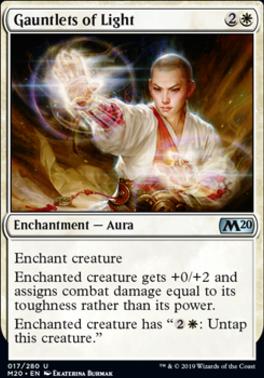 Gauntlets of Light 2
Enchantment — Aura M20
Enchant creature
Enchanted creature gets +0/+2 and
assigns combat damage equal to its
toughness rather than its power.
Enchanted creature has “2 : Untap
this creature.”
017/280 U
M20 • EN Ekaterina Burmak ™ & © 2019 Wizards of the Coast